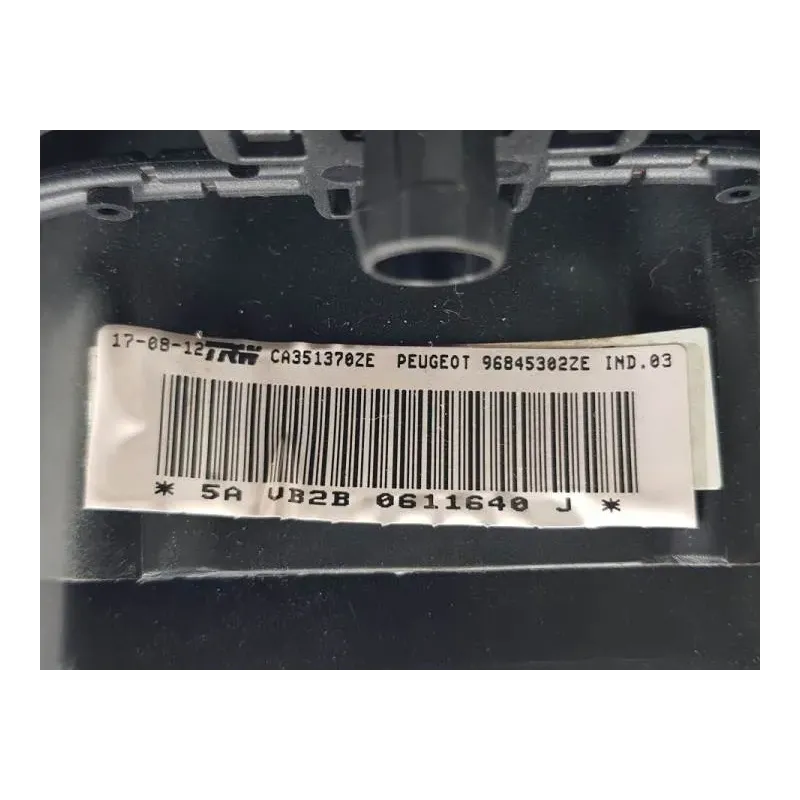 17-08-12 TRW CA351370ZE PEUGEOT 96845302ZE IND.03
* 5A VB2B 0611640 J *